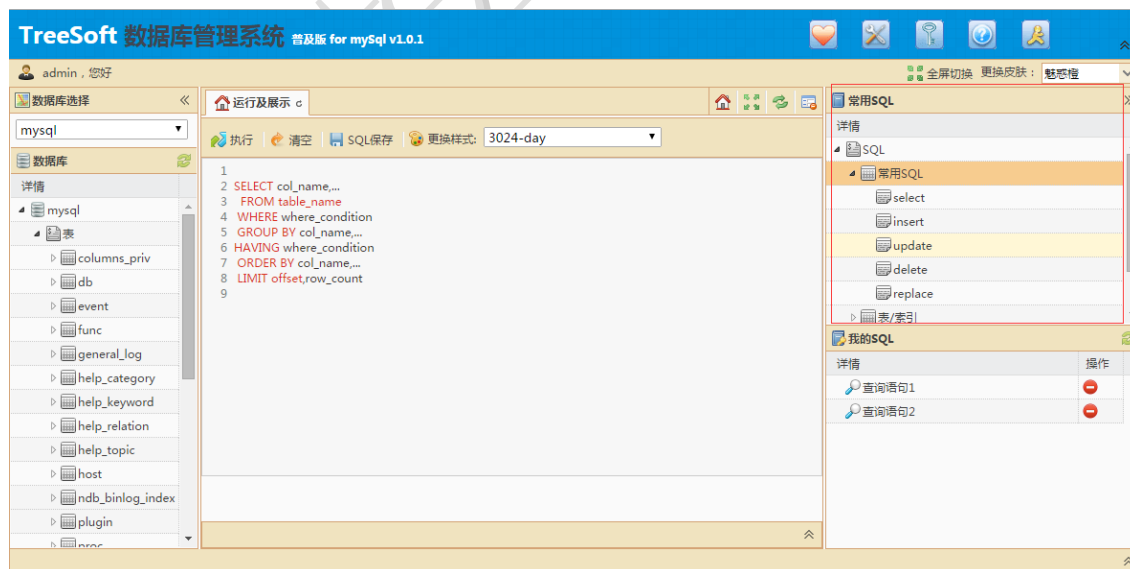 TreeSoft 数据库管理系统 普及版 for mySql v1.0.1
admin，您好
全屏切换 更换皮肤： 魅惑橙
数据库选择
mysql
数据库
详情
mysql
表
columns_priv
db
event
func
general_log
help_category
help_keyword
help_relation
help_topic
host
ndb_binlog_index
plugin
proc
运行及展示
执行 清空 SQL保存 更换样式: 3024-day
1
2 SELECT col_name,...
3 FROM table_name
4 WHERE where_condition
5 GROUP BY col_name,...
6 HAVING where_condition
7 ORDER BY col_name,...
8 LIMIT offset,row_count
9
常用SQL
详情
SQL
常用SQL
select
insert
update
delete
replace
表/索引
我的SQL
详情 操作
查询语句1
查询语句2